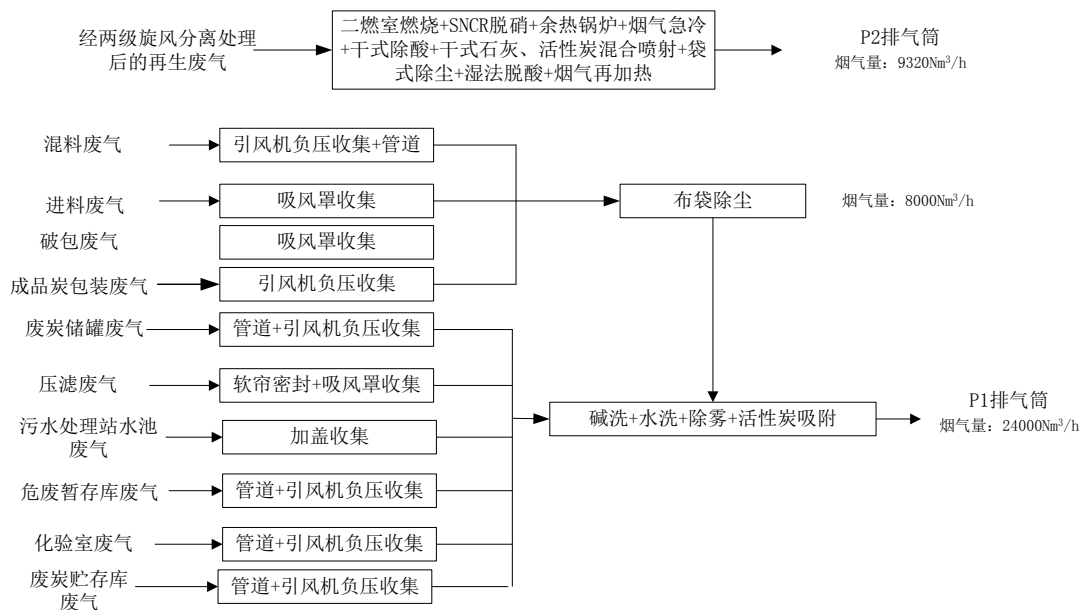 经两级旋风分离处理
后的再生废气
二燃室燃烧+SNCR脱硝+余热锅炉+烟气急冷
+干式除酸+干式石灰、活性炭混合喷射+袋
式除尘+湿法脱酸+烟气再加热
P2排气筒
烟气量：9320Nm³/h
混料废气
引风机负压收集+管道
进料废气
吸风罩收集
布袋除尘
烟气量：8000Nm³/h
破包废气
吸风罩收集
成品炭包装废气
引风机负压收集
废炭储罐废气
管道+引风机负压收集
压滤废气
软帘密封+吸风罩收集
污水处理站水池
废气
加盖收集
碱洗+水洗+除雾+活性炭吸附
P1排气筒
烟气量：24000Nm³/h
危废暂存库废气
管道+引风机负压收集
化验室废气
管道+引风机负压收集
废炭贮存库
废气
管道+引风机负压收集